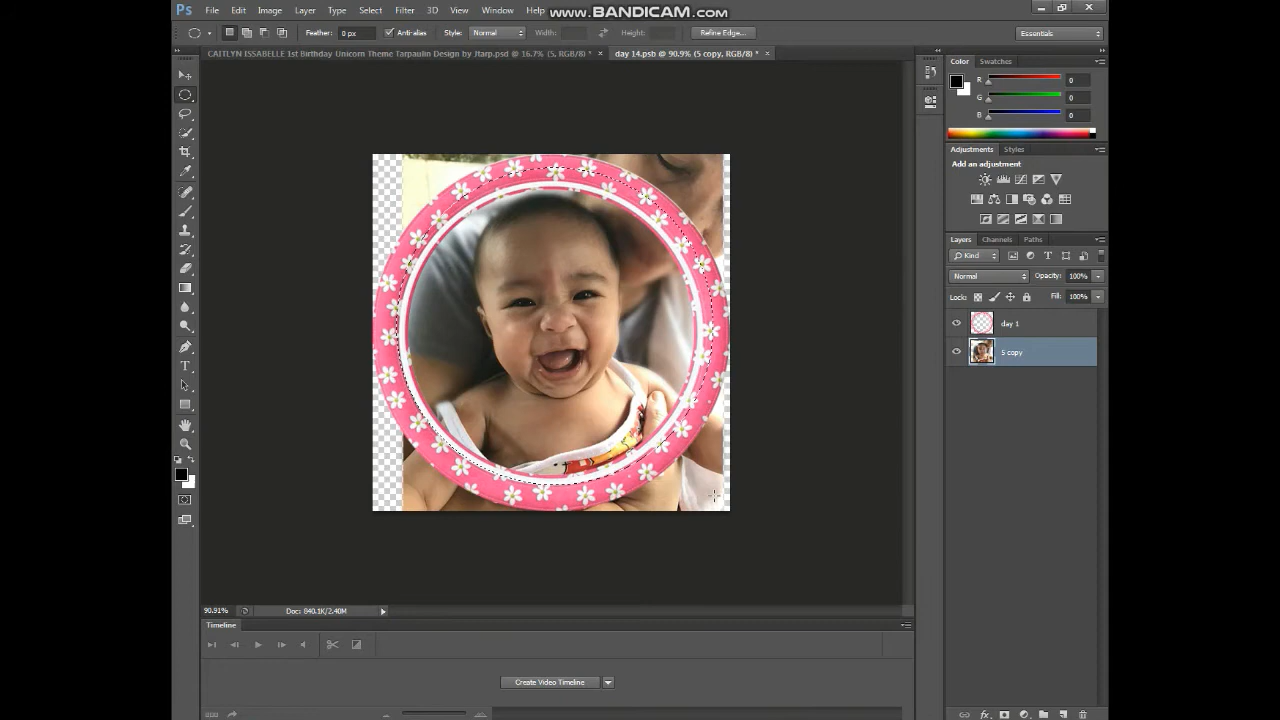 Ps File Edit Image Layer Type Select Filter 3D View Window Help
www.BANDICAM.com
Feather: 0 px Anti-alias Style: Normal Width: Height: Refine Edge... Essentials
CAITLYN ISSABELLE 1st Birthday Unicorn Theme Tarpaulin Design by Jtarp.psd @ 16.7% (5, RGB/8) * × day 14.psb @ 90.9% (5 copy, RGB/8) * ×
Color Swatches
R 0
G 0
B 0
Adjustments Styles
Add an adjustment
Layers Channels Paths
Kind
Normal Opacity: 100%
Lock: Fill: 100%
day 1
5 copy
90.91% Doc: 840.1K/2.40M
Timeline
Create Video Timeline